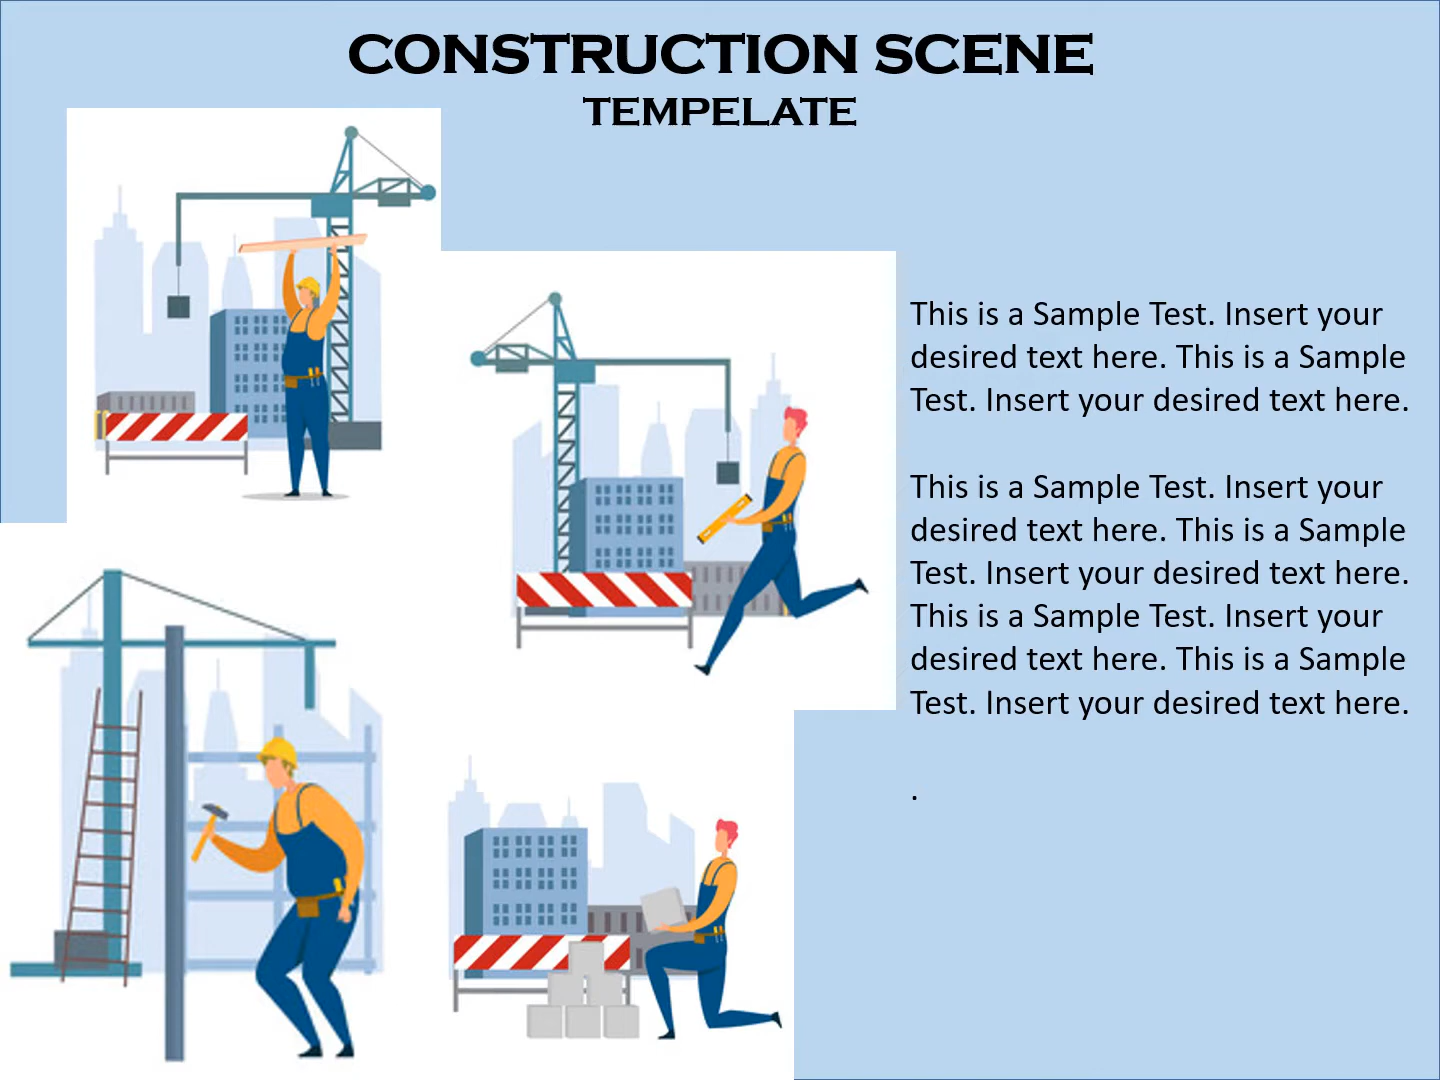 CONSTRUCTION SCENE
TEMPELATE
This is a Sample Test. Insert your
desired text here. This is a Sample
Test. Insert your desired text here.
This is a Sample Test. Insert your
desired text here. This is a Sample
Test. Insert your desired text here.
This is a Sample Test. Insert your
desired text here. This is a Sample
Test. Insert your desired text here.
.